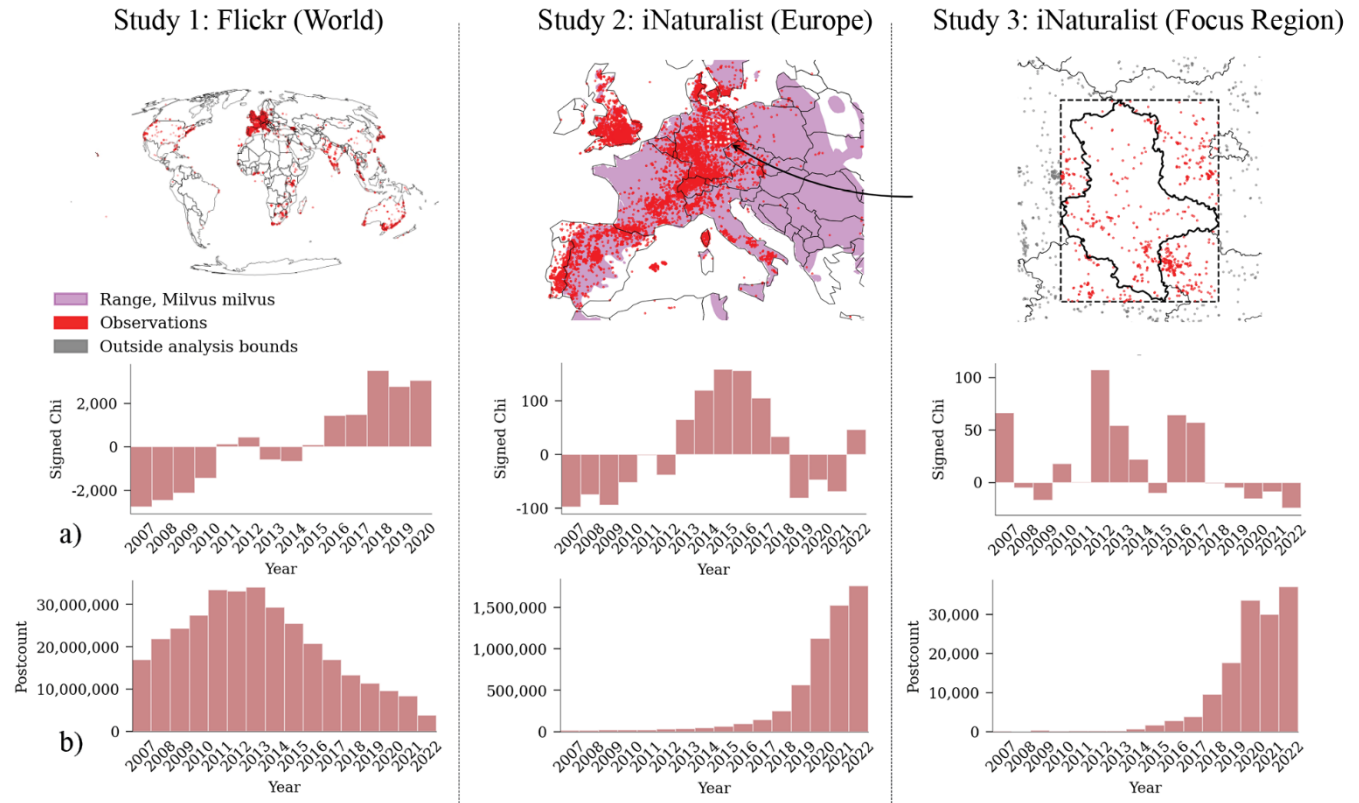 Study 1: Flickr (World)
Study 2: iNaturalist (Europe)
Study 3: iNaturalist (Focus Region)
Range, Milvus milvus
Observations
Outside analysis bounds
a)
Signed Chi
2,000
0
-2,000
2007 2008 2009 2010 2011 2012 2013 2014 2015 2016 2017 2018 2019 2020
Year
Signed Chi
100
0
-100
2007 2008 2009 2010 2011 2012 2013 2014 2015 2016 2017 2018 2019 2020 2021 2022
Year
Signed Chi
100
50
0
2007 2008 2009 2010 2011 2012 2013 2014 2015 2016 2017 2018 2019 2020 2021 2022
Year
b)
Postcount
30,000,000
20,000,000
10,000,000
0
2007 2008 2009 2010 2011 2012 2013 2014 2015 2016 2017 2018 2019 2020 2021 2022
Year
Postcount
1,500,000
1,000,000
500,000
0
2007 2008 2009 2010 2011 2012 2013 2014 2015 2016 2017 2018 2019 2020 2021 2022
Year
Postcount
30,000
20,000
10,000
0
2007 2008 2009 2010 2011 2012 2013 2014 2015 2016 2017 2018 2019 2020 2021 2022
Year